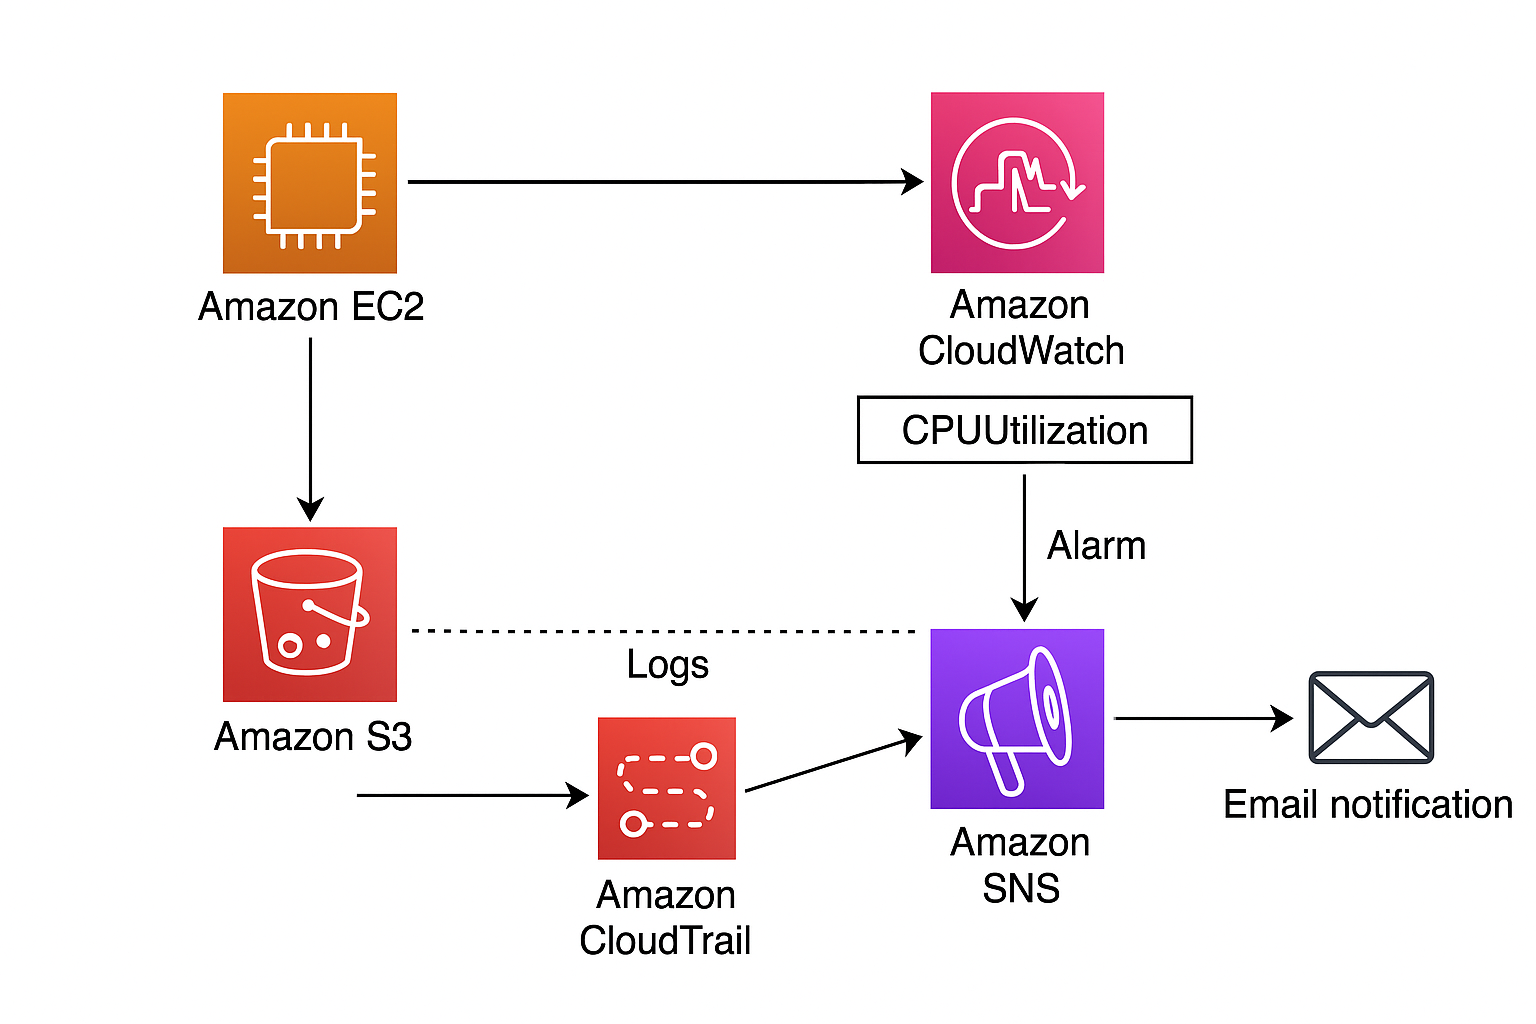 Amazon EC2
Amazon
CloudWatch
CPUUtilization
Alarm
Logs
Amazon S3
Amazon
CloudTrail
Amazon
SNS
Email notification